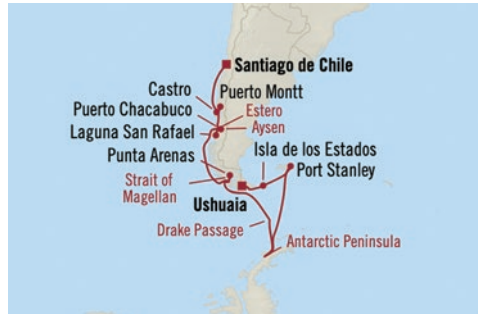 Santiago de Chile
Castro
Puerto Montt
Puerto Chacabuco
Estero
Aysen
Laguna San Rafael
Isla de los Estados
Punta Arenas
Port Stanley
Strait of
Magellan
Ushuaia
Drake Passage
Antarctic Peninsula